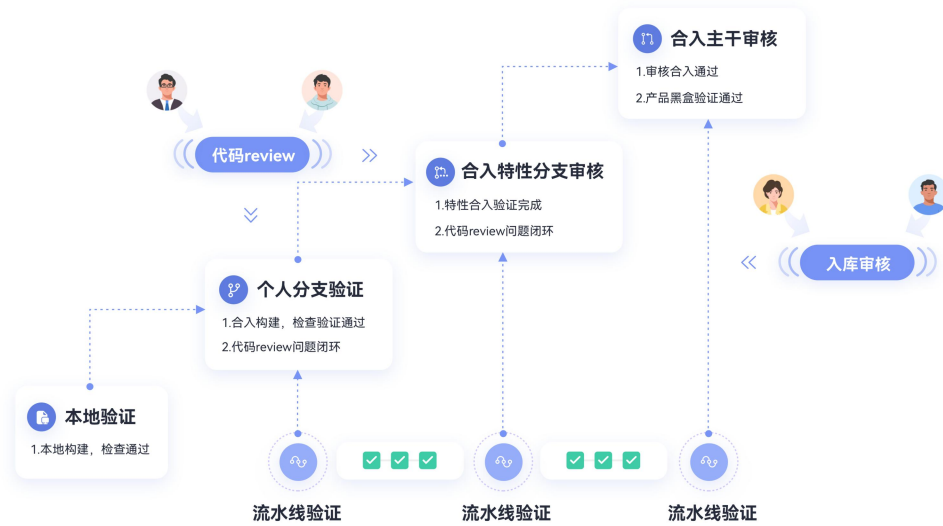 合入主干审核
1.审核合入通过
2.产品黑盒验证通过
代码review
合入特性分支审核
1.特性合入验证完成
2.代码review问题闭环
入库审核
个人分支验证
1.合入构建，检查验证通过
2.代码review问题闭环
本地验证
1.本地构建，检查通过
流水线验证
流水线验证
流水线验证